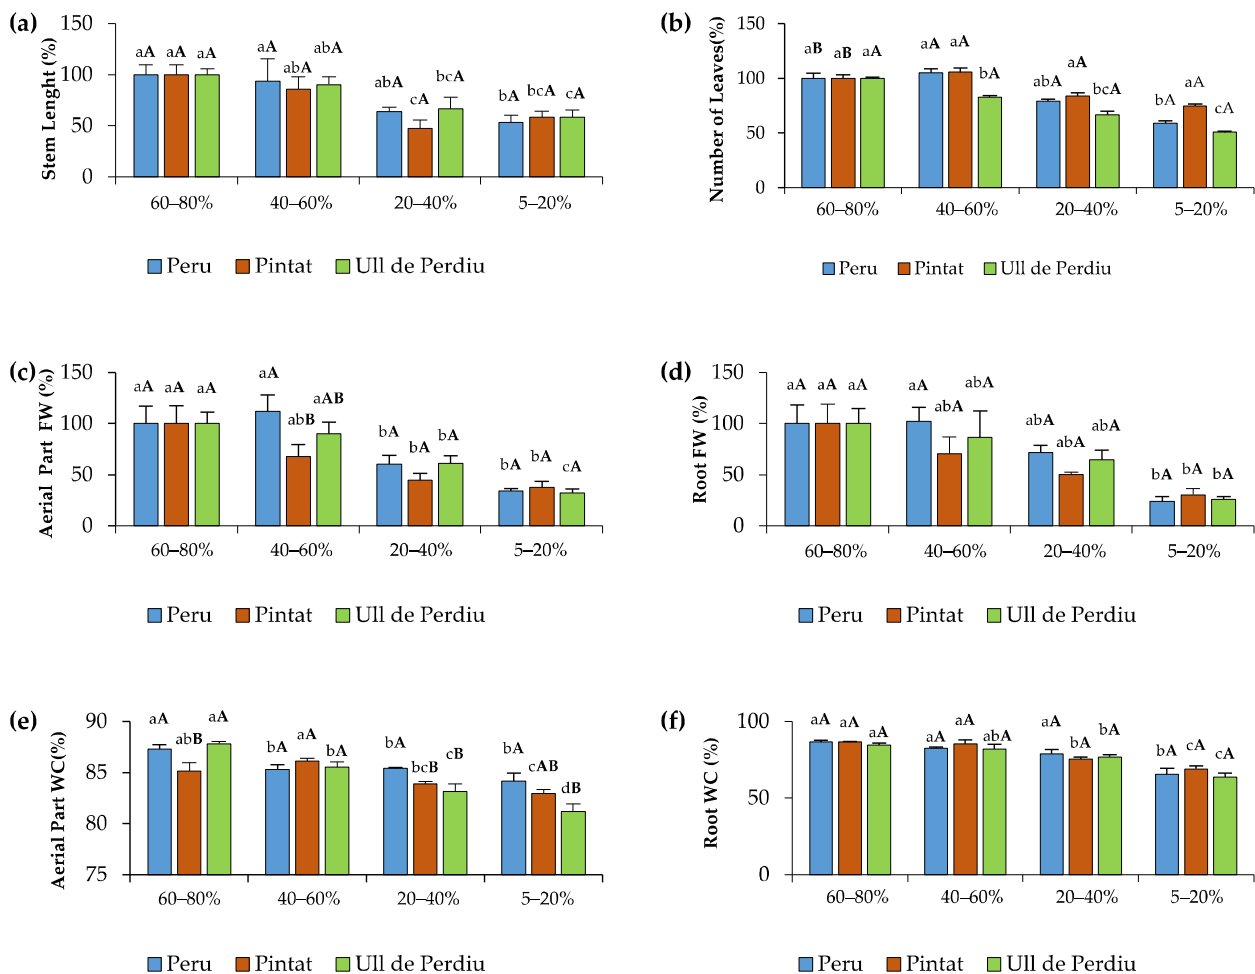 (a)
Stem Lenght (%)
150
100
50
0
aA aA aA
aA abA abA
abA cA bcA
bA bcA cA
60–80% 40–60% 20–40% 5–20%
Peru Pintat Ull de Perdiu
(b)
Number of Leaves(%)
150
100
50
0
aB aB aA
aA aA bA
abA aA bcA
bA aA cA
60–80% 40–60% 20–40% 5–20%
Peru Pintat Ull de Perdiu
(c)
Aerial Part FW (%)
150
100
50
0
aA aA aA
aA abB aAB
bA bA bA
bA bA cA
60–80% 40–60% 20–40% 5–20%
Peru Pintat Ull de Perdiu
(d)
Root FW (%)
150
100
50
0
aA aA aA
aA abA abA
abA abA abA
bA bA bA
60–80% 40–60% 20–40% 5–20%
Peru Pintat Ull de Perdiu
(e)
Aerial Part WC(%)
90
85
80
75
aA abB aA
bA aA bA
bA bcB cB
bA cAB dB
60–80% 40–60% 20–40% 5–20%
Peru Pintat Ull de Perdiu
(f)
Root WC (%)
100
50
0
aA aA aA
aA aA abA
aA bA bA
bA cA cA
60–80% 40–60% 20–40% 5–20%
Peru Pintat Ull de Perdiu